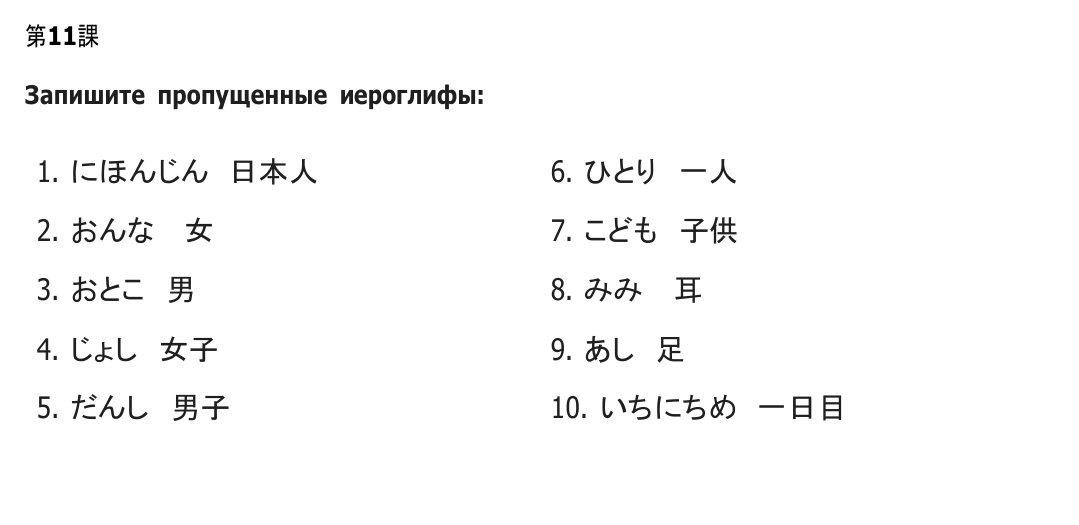 第11課
Запишите пропущенные иероглифы:
1. にほんじん 日本人
2. おんな 女
3. おとこ 男
4. じょし 女子
5. だんし 男子
6. ひとり 一人
7. こども 子供
8. みみ 耳
9. あし 足
10. いちにちめ 一日目